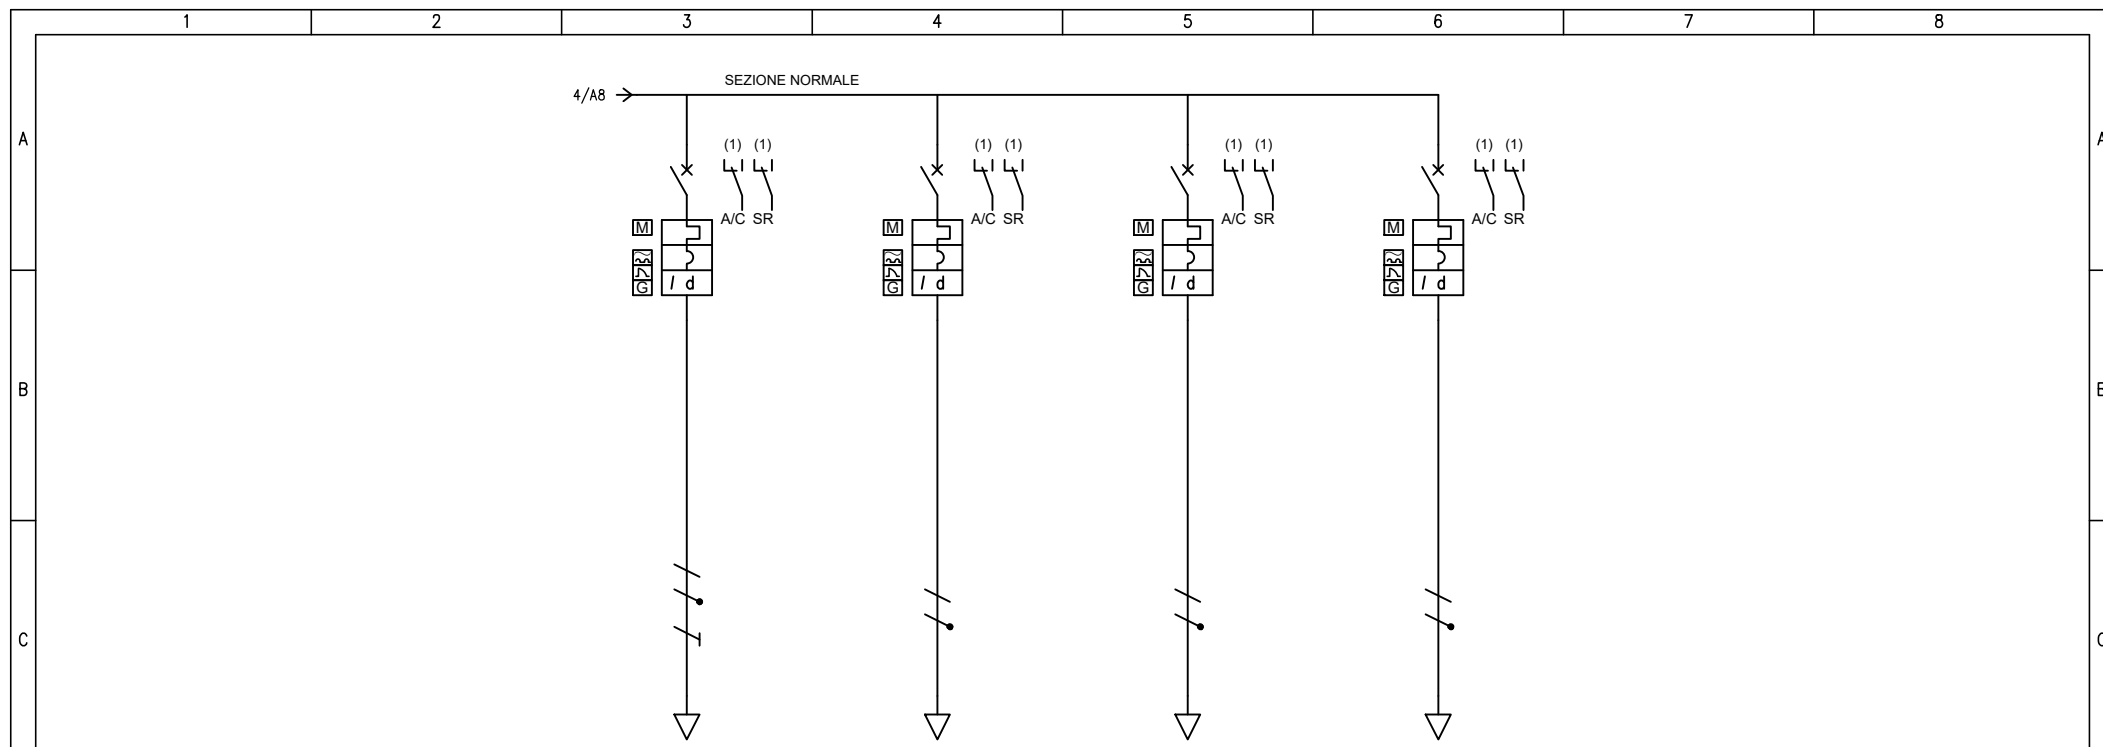 1 2 3 4 5 6 7 8
SEZIONE NORMALE
4/A8
A A
(1) (1) (1) (1) (1) (1) (1) (1)
A/C SR A/C SR A/C SR A/C SR
M M M M
G I d G I d G I d G I d
B B
C C